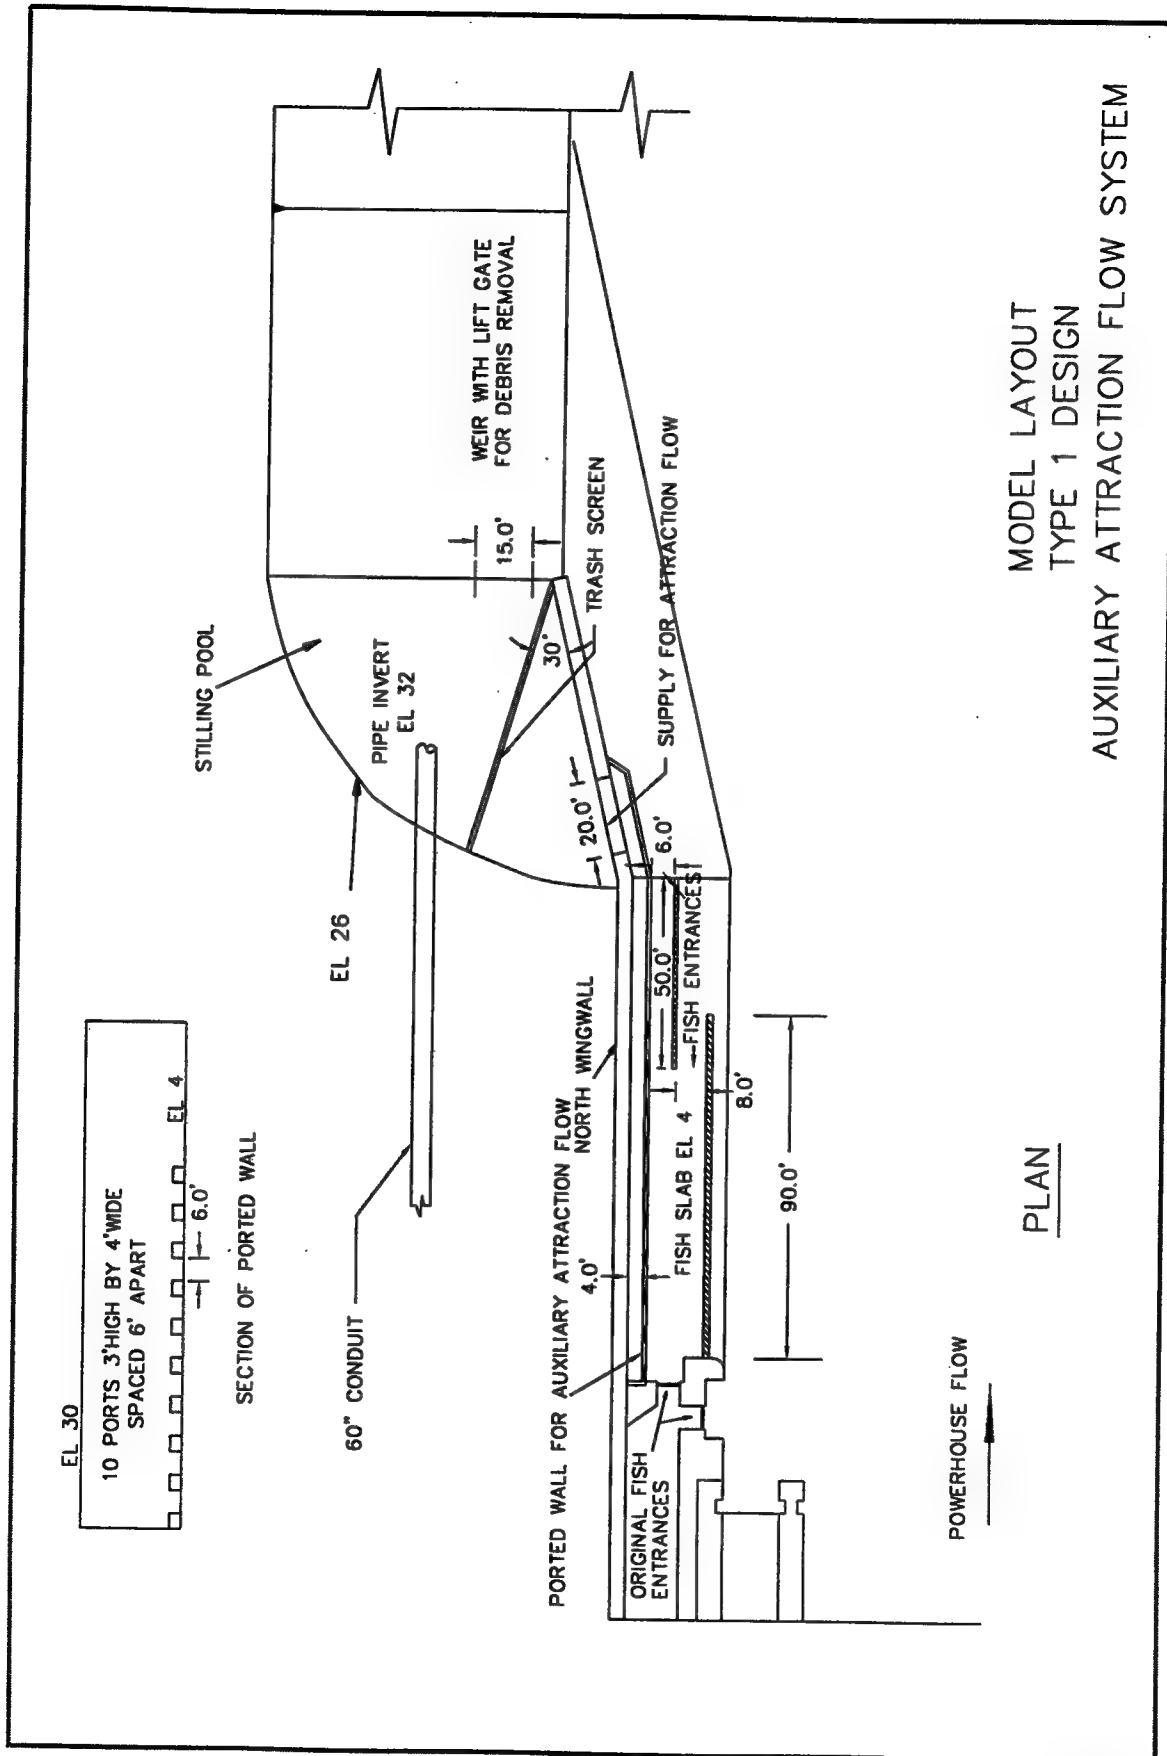 EL 30
10 PORTS 3'HIGH BY 4'WIDE
SPACED 6' APART
EL 4
6.0'
SECTION OF PORTED WALL
STILLING POOL
EL 26
PIPE INVERT
EL 32
60" CONDUIT
WEIR WITH LIFT GATE
FOR DEBRIS REMOVAL
15.0'
30°
TRASH SCREEN
20.0'
SUPPLY FOR ATTRACTION FLOW
6.0'
PORTED WALL FOR AUXILIARY ATTRACTION FLOW
NORTH WINGWALL
4.0'
50.0'
FISH ENTRANCES
FISH SLAB EL 4
8.0'
ORIGINAL FISH
ENTRANCES
90.0'
POWERHOUSE FLOW
PLAN
MODEL LAYOUT
TYPE 1 DESIGN
AUXILIARY ATTRACTION FLOW SYSTEM